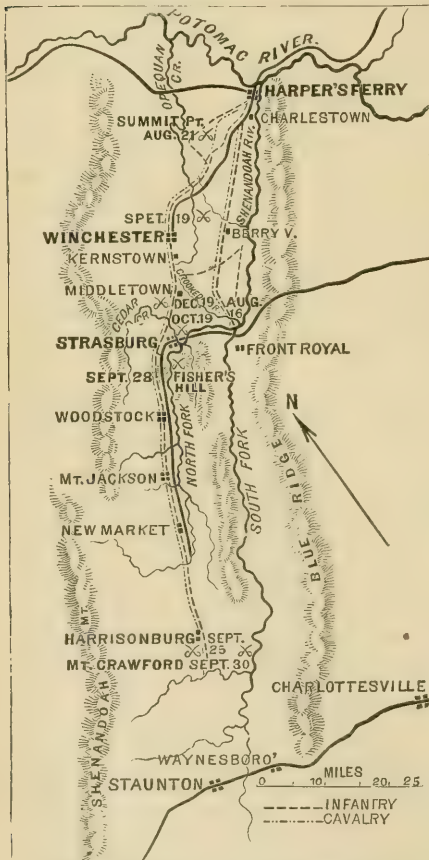 POTOMAC RIVER.
OPEQUAN CR.
HARPER'S FERRY
CHARLESTOWN
SUMMIT PT.
AUG. 21
SHENANDOAH RIV.
SPET. 19
WINCHESTER
BERRY V.
KERNSTOWN
CROOKED
MIDDLETOWN
CEDAR CR.
DEC. 19
AUG.
16
OCT. 19
STRASBURG
FRONT ROYAL
SEPT. 28
FISHER'S
HILL
N
WOODSTOCK
NORTH FORK
SOUTH FORK
MT. JACKSON
BLUE RIDGE
NEW MARKET
HARRISONBURG
SEPT.
25
MT. CRAWFORD SEPT. 30
SHENANDOAH MT.
CHARLOTTESVILLE
WAYNESBORO'
STAUNTON
MILES
0 10 20 25
INFANTRY
CAVALRY